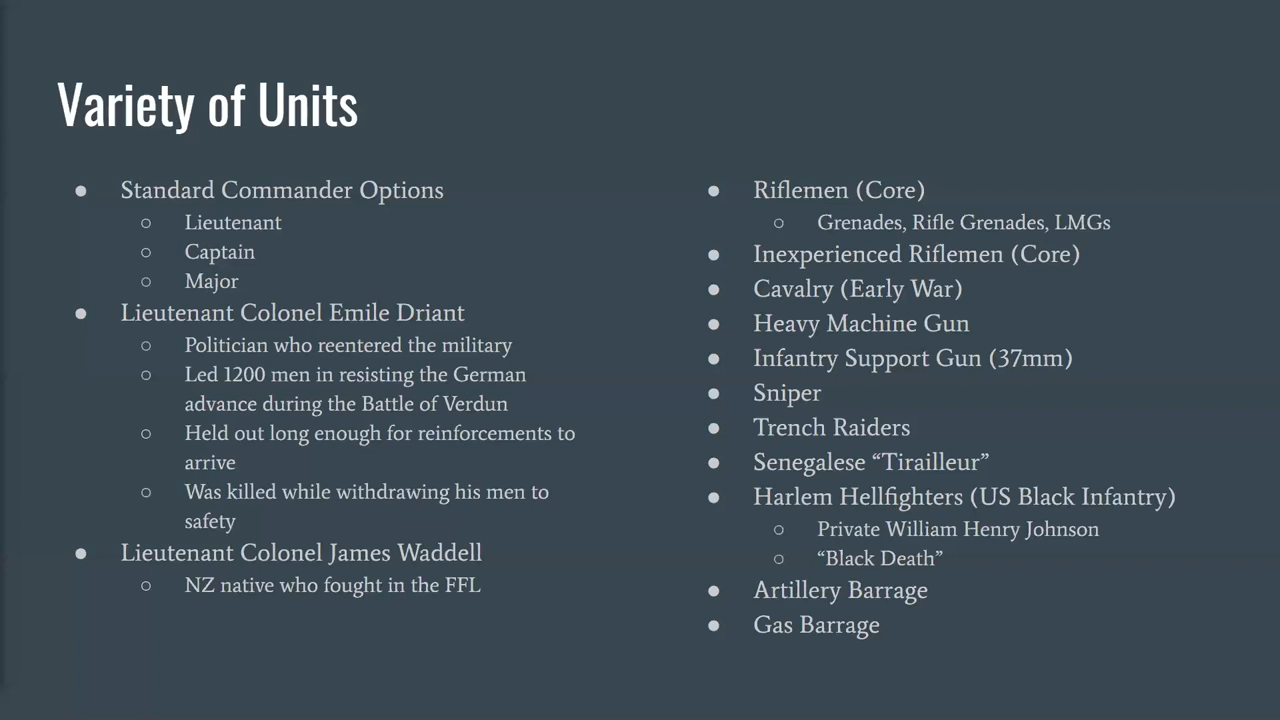 Variety of Units
● Standard Commander Options
○ Lieutenant
○ Captain
○ Major
● Lieutenant Colonel Emile Driant
○ Politician who reentered the military
○ Led 1200 men in resisting the German
advance during the Battle of Verdun
○ Held out long enough for reinforcements to
arrive
○ Was killed while withdrawing his men to
safety
● Lieutenant Colonel James Waddell
○ NZ native who fought in the FFL
● Riflemen (Core)
○ Grenades, Rifle Grenades, LMGs
● Inexperienced Riflemen (Core)
● Cavalry (Early War)
● Heavy Machine Gun
● Infantry Support Gun (37mm)
● Sniper
● Trench Raiders
● Senegalese “Tirailleur”
● Harlem Hellfighters (US Black Infantry)
○ Private William Henry Johnson
○ “Black Death”
● Artillery Barrage
● Gas Barrage